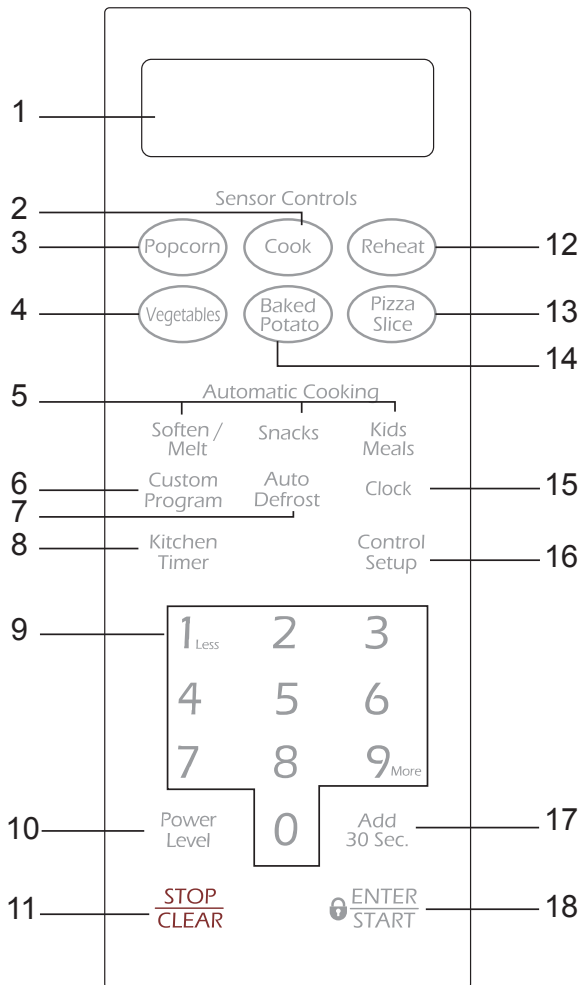 1
Sensor Controls
2
3
Popcorn
Cook
Reheat
12
4
Vegetables
Baked
Potato
Pizza
Slice
13
14
5
Automatic Cooking
Soften /
Melt
Snacks
Kids
Meals
6
Custom
Program
Auto
Defrost
Clock
15
7
8
Kitchen
Timer
Control
Setup
16
9
1 Less
2
3
4
5
6
7
8
9 More
10
Power
Level
0
Add
30 Sec.
17
11
STOP
CLEAR
ENTER
START
18